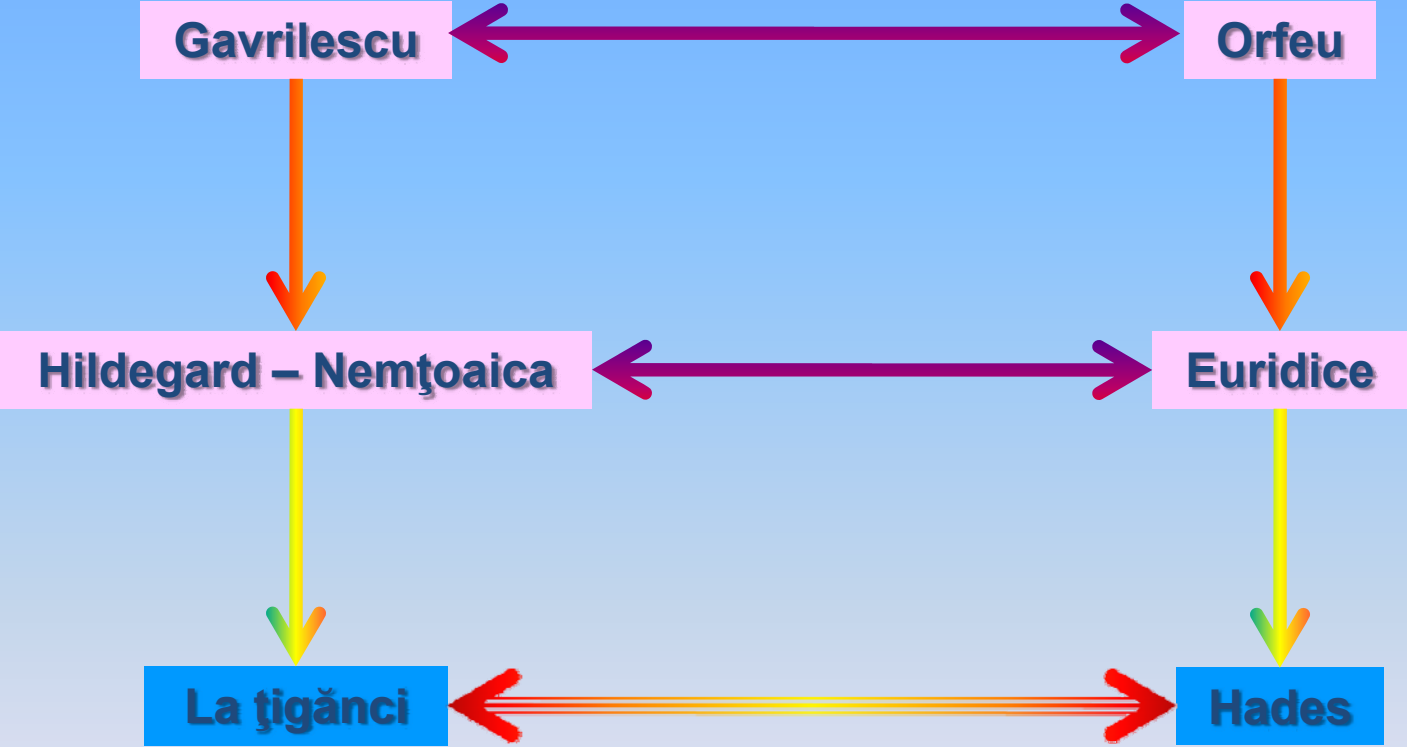 Gavrilescu
Orfeu
Hildegard – Nemţoaica
Euridice
La ţigănci
Hades